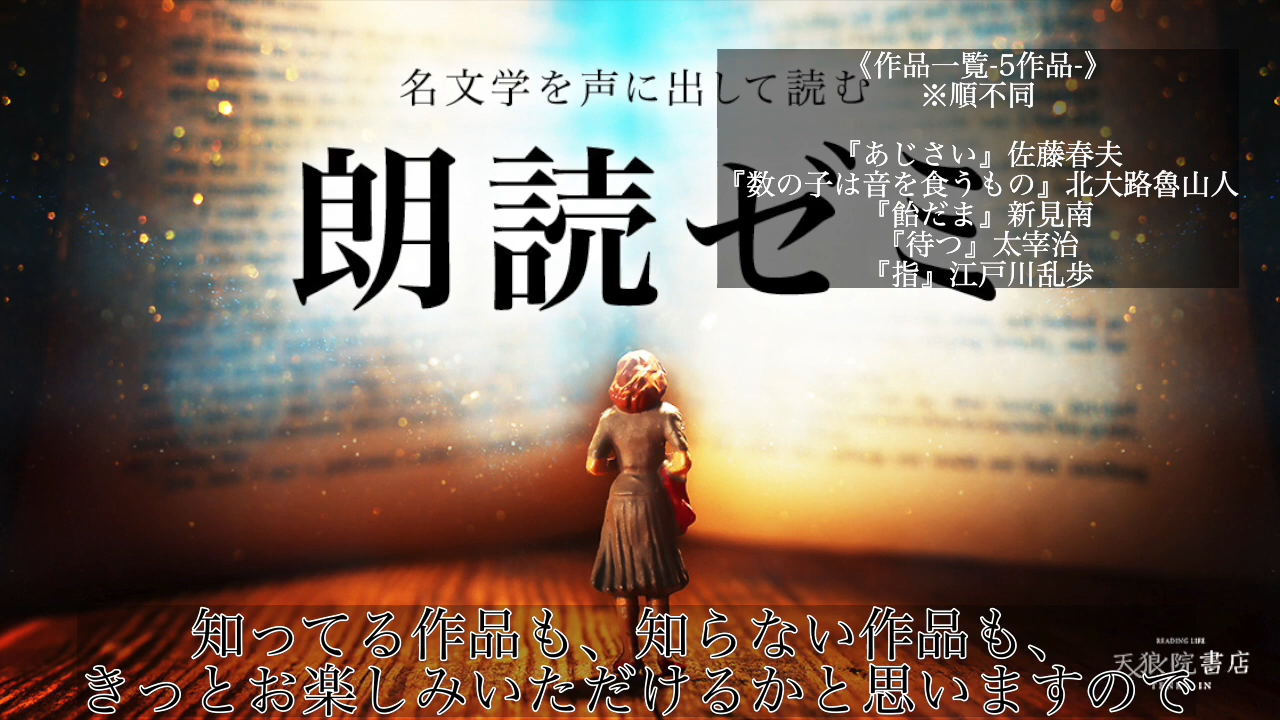 名文学を声に出して読む
朗読ゼミ
《作品一覧-5作品-》
※順不同
『あじさい』佐藤春夫
『数の子は音を食うもの』北大路魯山人
『飴だま』新見南
『待つ』太宰治
『指』江戸川乱歩
知ってる作品も、知らない作品も、
きっとお楽しみいただけるかと思いますので
READING LIFE
天狼院書店